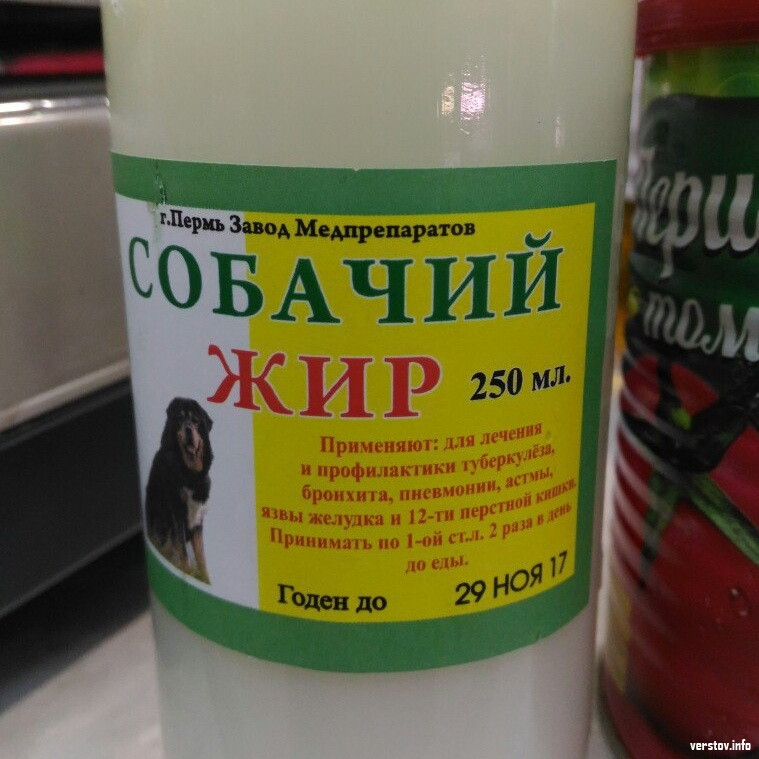 г.Пермь Завод Медпрепаратов
СОБАЧИЙ
ЖИР
250 мл.
Применяют: для лечения
и профилактики туберкулёза,
бронхита, пневмонии, астмы,
язвы желудка и 12-ти перстной кишки.
Принимать по 1-ой ст.л. 2 раза в день
до еды.
Годен до
29 НОЯ 17
verstov.info